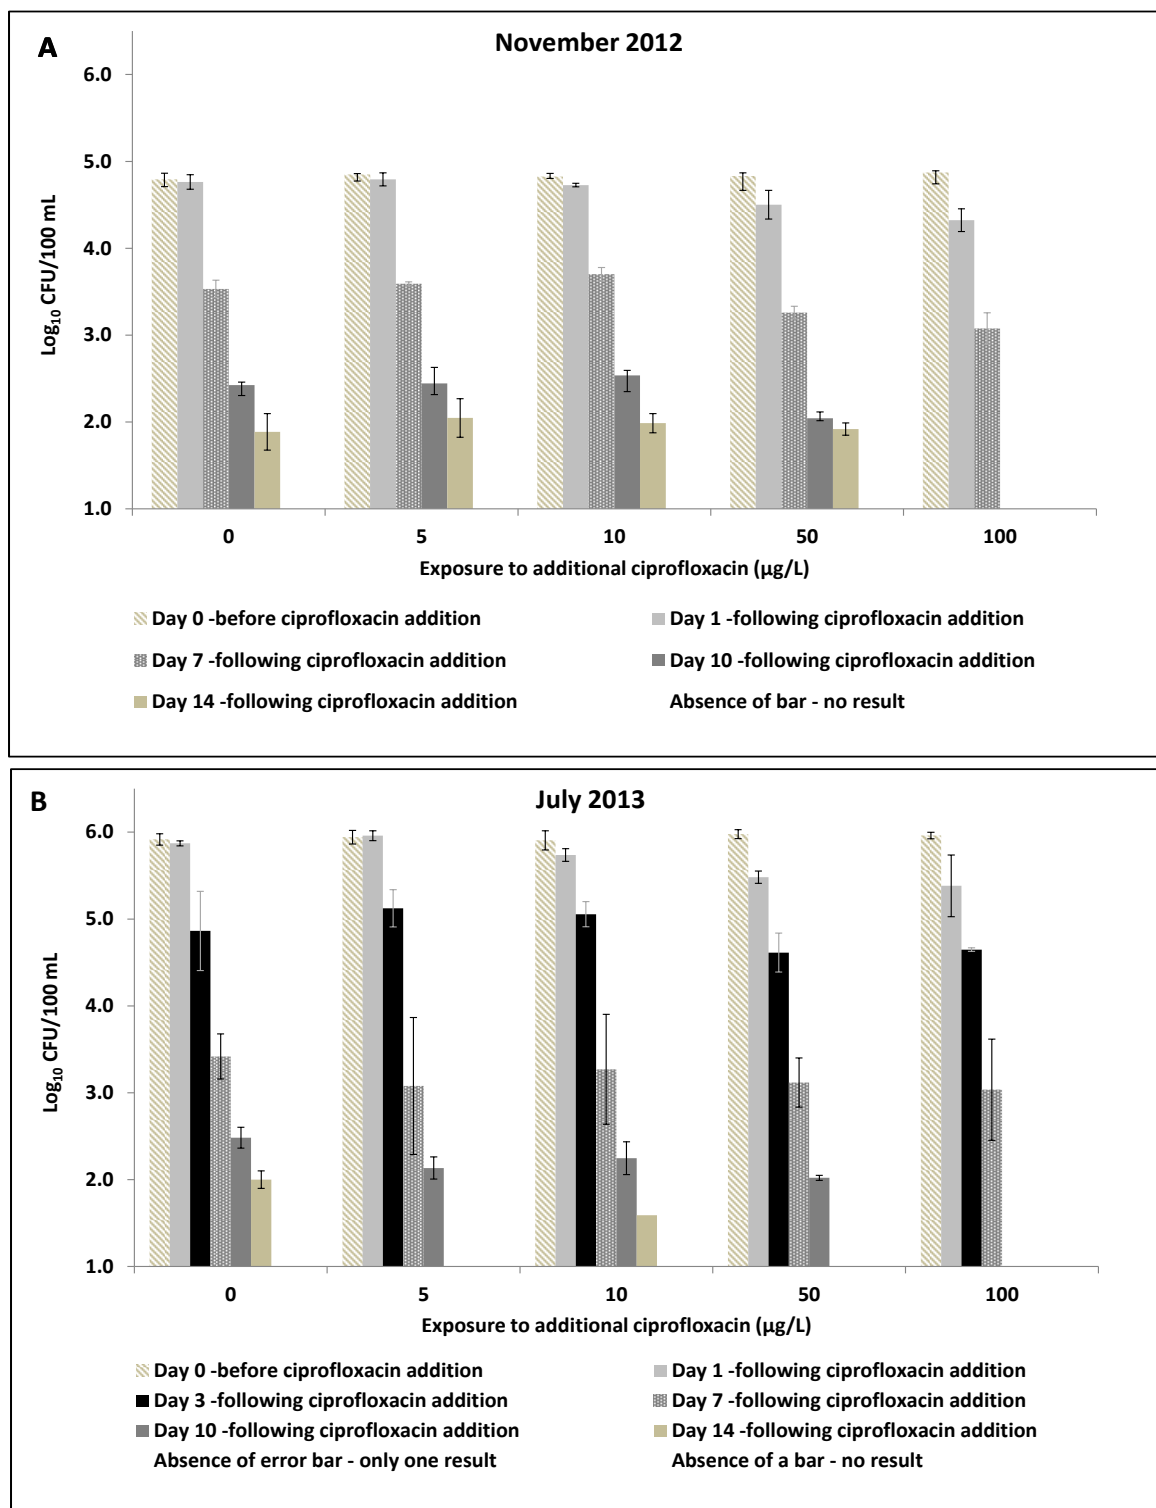 A
November 2012
6.0
5.0
4.0
3.0
2.0
1.0
Log10 CFU/100 mL
0 5 10 50 100
Exposure to additional ciprofloxacin (µg/L)
Day 0 -before ciprofloxacin addition
Day 1 -following ciprofloxacin addition
Day 7 -following ciprofloxacin addition
Day 10 -following ciprofloxacin addition
Day 14 -following ciprofloxacin addition
Absence of bar - no result
B
July 2013
6.0
5.0
4.0
3.0
2.0
1.0
Log10 CFU/100 mL
0 5 10 50 100
Exposure to additional ciprofloxacin (µg/L)
Day 0 -before ciprofloxacin addition
Day 1 -following ciprofloxacin addition
Day 3 -following ciprofloxacin addition
Day 7 -following ciprofloxacin addition
Day 10 -following ciprofloxacin addition
Day 14 -following ciprofloxacin addition
Absence of error bar - only one result
Absence of a bar - no result